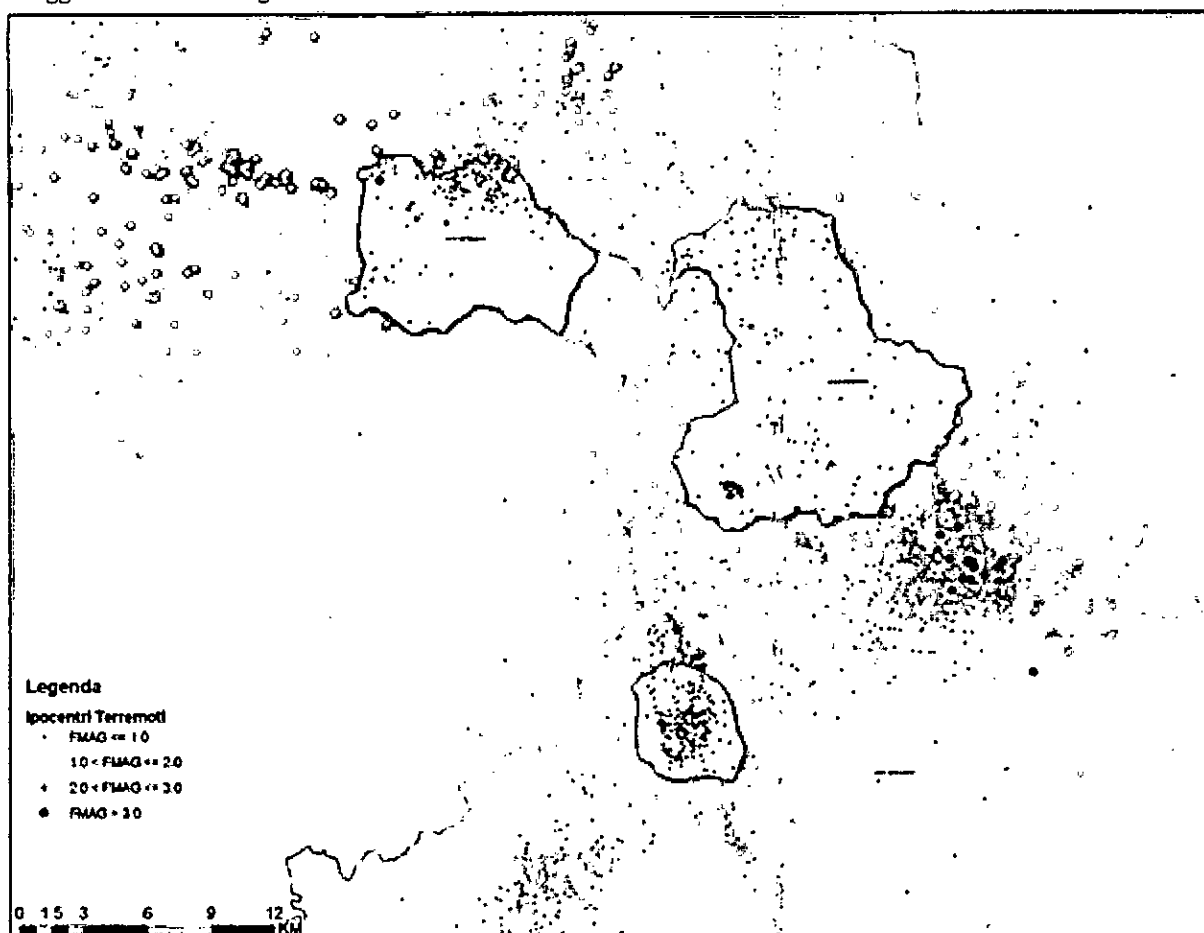 Legenda
Ipocentri Terremoti
FMAG <= 1.0
1.0 < FMAG <= 2.0
2.0 < FMAG <= 3.0
FMAG > 3.0
0 1.5 3 6 9 12
KM